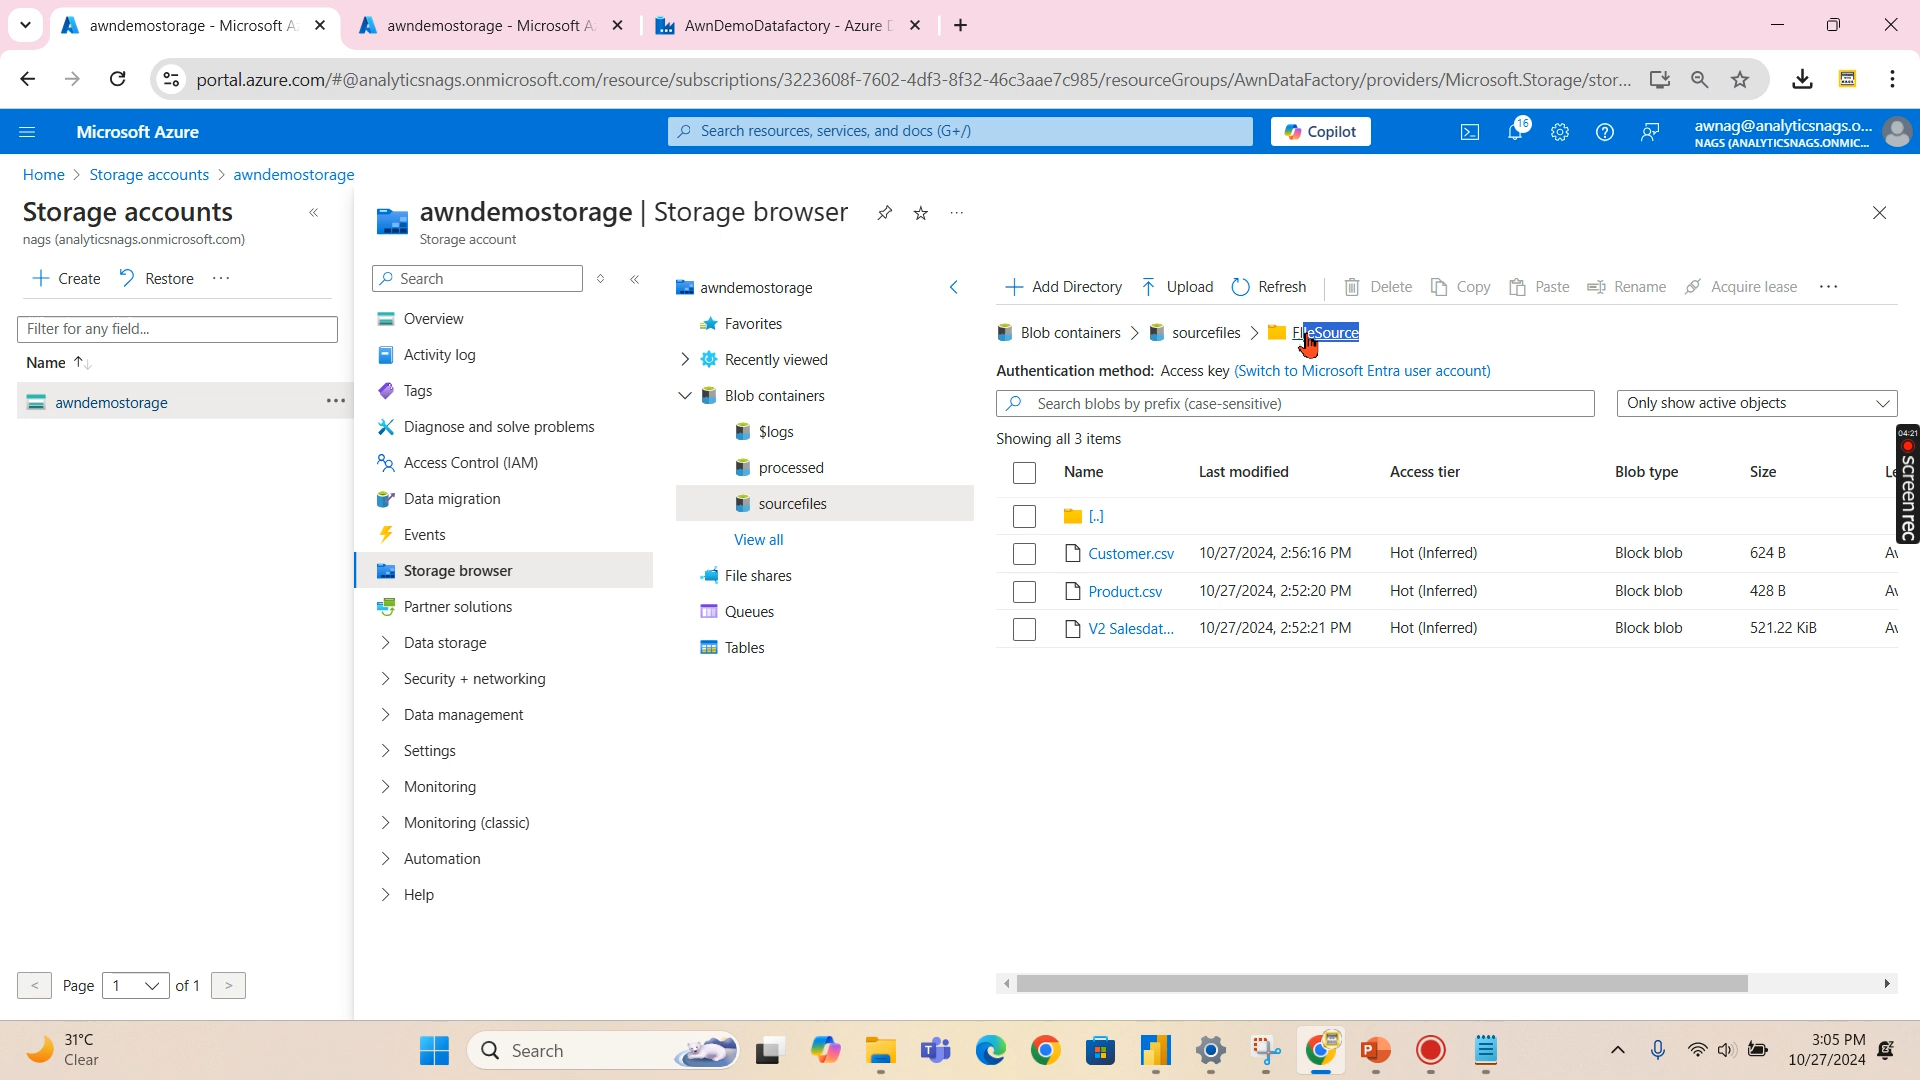 awndemostorage - Microsoft A
awndemostorage - Microsoft A
AwnDemoDatafactory - Azure D
portal.azure.com/#@analyticsnags.onmicrosoft.com/resource/subscriptions/3223608f-7602-4df3-8f32-46c3aae7c985/resourceGroups/AwnDataFactory/providers/Microsoft.Storage/stor...
Microsoft Azure
Search resources, services, and docs (G+/)
Copilot
16
awnag@analyticsnags.o...
NAGS (ANALYTICSNAGS.ONMIC...
Home > Storage accounts > awndemostorage
Storage accounts
nags (analyticsnags.onmicrosoft.com)
Create
Restore
Filter for any field...
Name
awndemostorage
Page 1 of 1
awndemostorage | Storage browser
Storage account
Search
Overview
Activity log
Tags
Diagnose and solve problems
Access Control (IAM)
Data migration
Events
Storage browser
Partner solutions
Data storage
Security + networking
Data management
Settings
Monitoring
Monitoring (classic)
Automation
Help
awndemostorage
Favorites
Recently viewed
Blob containers
$logs
processed
sourcefiles
View all
File shares
Queues
Tables
Add Directory
Upload
Refresh
Delete
Copy
Paste
Rename
Acquire lease
Blob containers > sourcefiles >
Authentication method: Access key (Switch to Microsoft Entra user account)
Search blobs by prefix (case-sensitive)
Only show active objects
Showing all 3 items
Name Last modified Access tier Blob type Size Le
[..]
Customer.csv 10/27/2024, 2:56:16 PM Hot (Inferred) Block blob 624 B Av
Product.csv 10/27/2024, 2:52:20 PM Hot (Inferred) Block blob 428 B Av
V2 Salesdat... 10/27/2024, 2:52:21 PM Hot (Inferred) Block blob 521.22 KiB Av
04:21
screenrec
31°C
Clear
Search
3:05 PM
10/27/2024